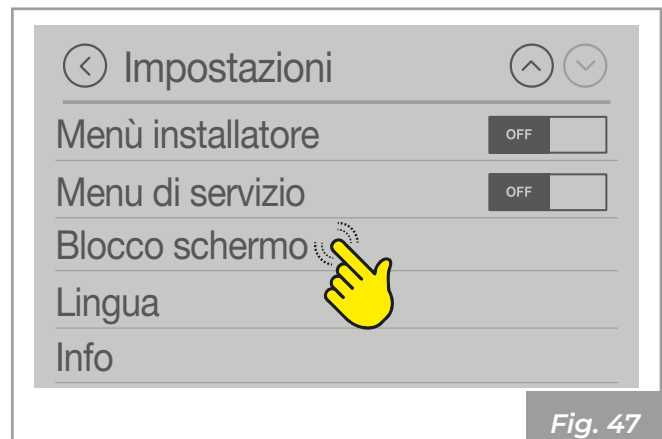 Impostazioni
Menù installatore OFF
Menu di servizio OFF
Blocco schermo
Lingua
Info
Fig. 47